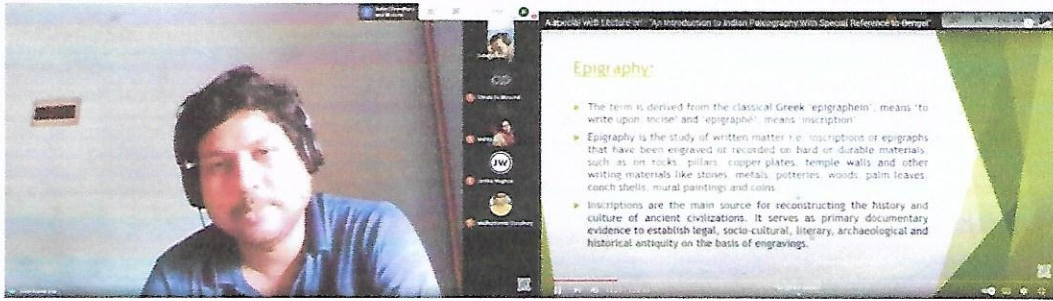 JW
A special Web Lecture on "An Introduction to Indian Palaeography With Special Reference to Bengal"
Epigraphy:
The term is derived from the classical Greek 'epigraphein', means 'to
write upon, incise' and 'epigraphē', means 'inscription'
Epigraphy is the study of written matter i.e. inscriptions or epigraphs
that have been engraved or recorded on hard or durable materials,
such as on rocks, pillars, copper plates, temple walls and other
writing materials like stones, metals, potteries, woods, palm leaves,
conch shells, mural paintings and coins.
Inscriptions are the main source for reconstructing the history and
culture of ancient civilizations. It serves as primary documentary
evidence to establish legal, socio-cultural, literary, archaeological and
historical antiquity on the basis of engravings.